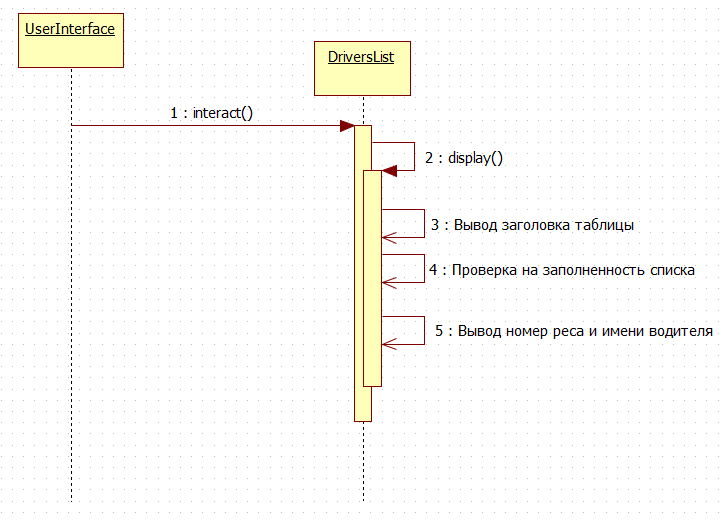 UserInterface
DriversList
1 : interact()
2 : display()
3 : Вывод заголовка таблицы
4 : Проверка на заполненность списка
5 : Вывод номер реса и имени водителя